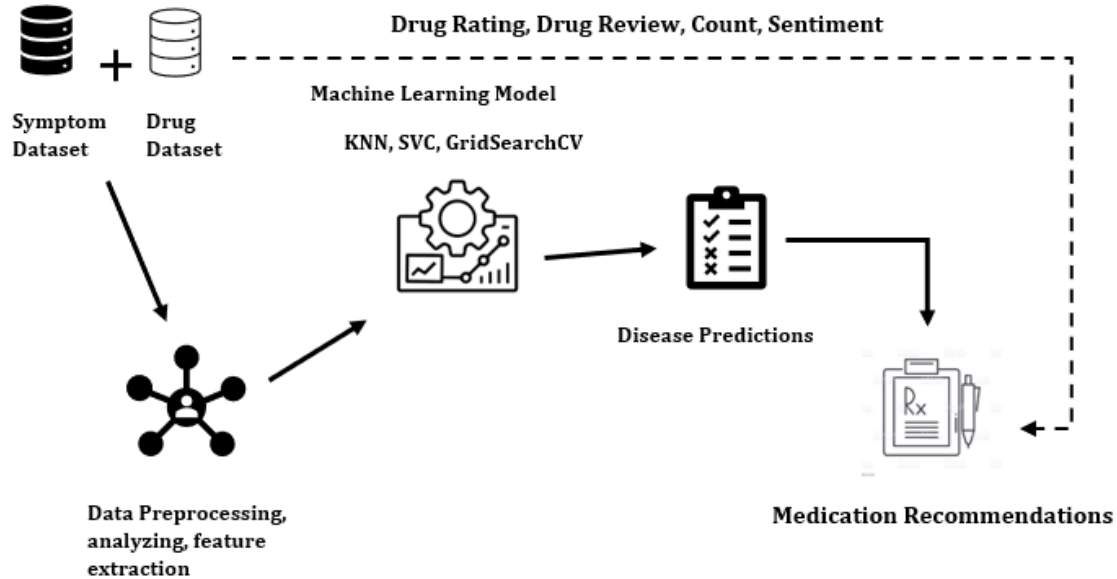 Drug Rating, Drug Review, Count, Sentiment
Machine Learning Model
Symptom
Dataset
Drug
Dataset
KNN, SVC, GridSearchCV
Disease Predictions
Rx
Data Preprocessing,
analyzing, feature
extraction
Medication Recommendations